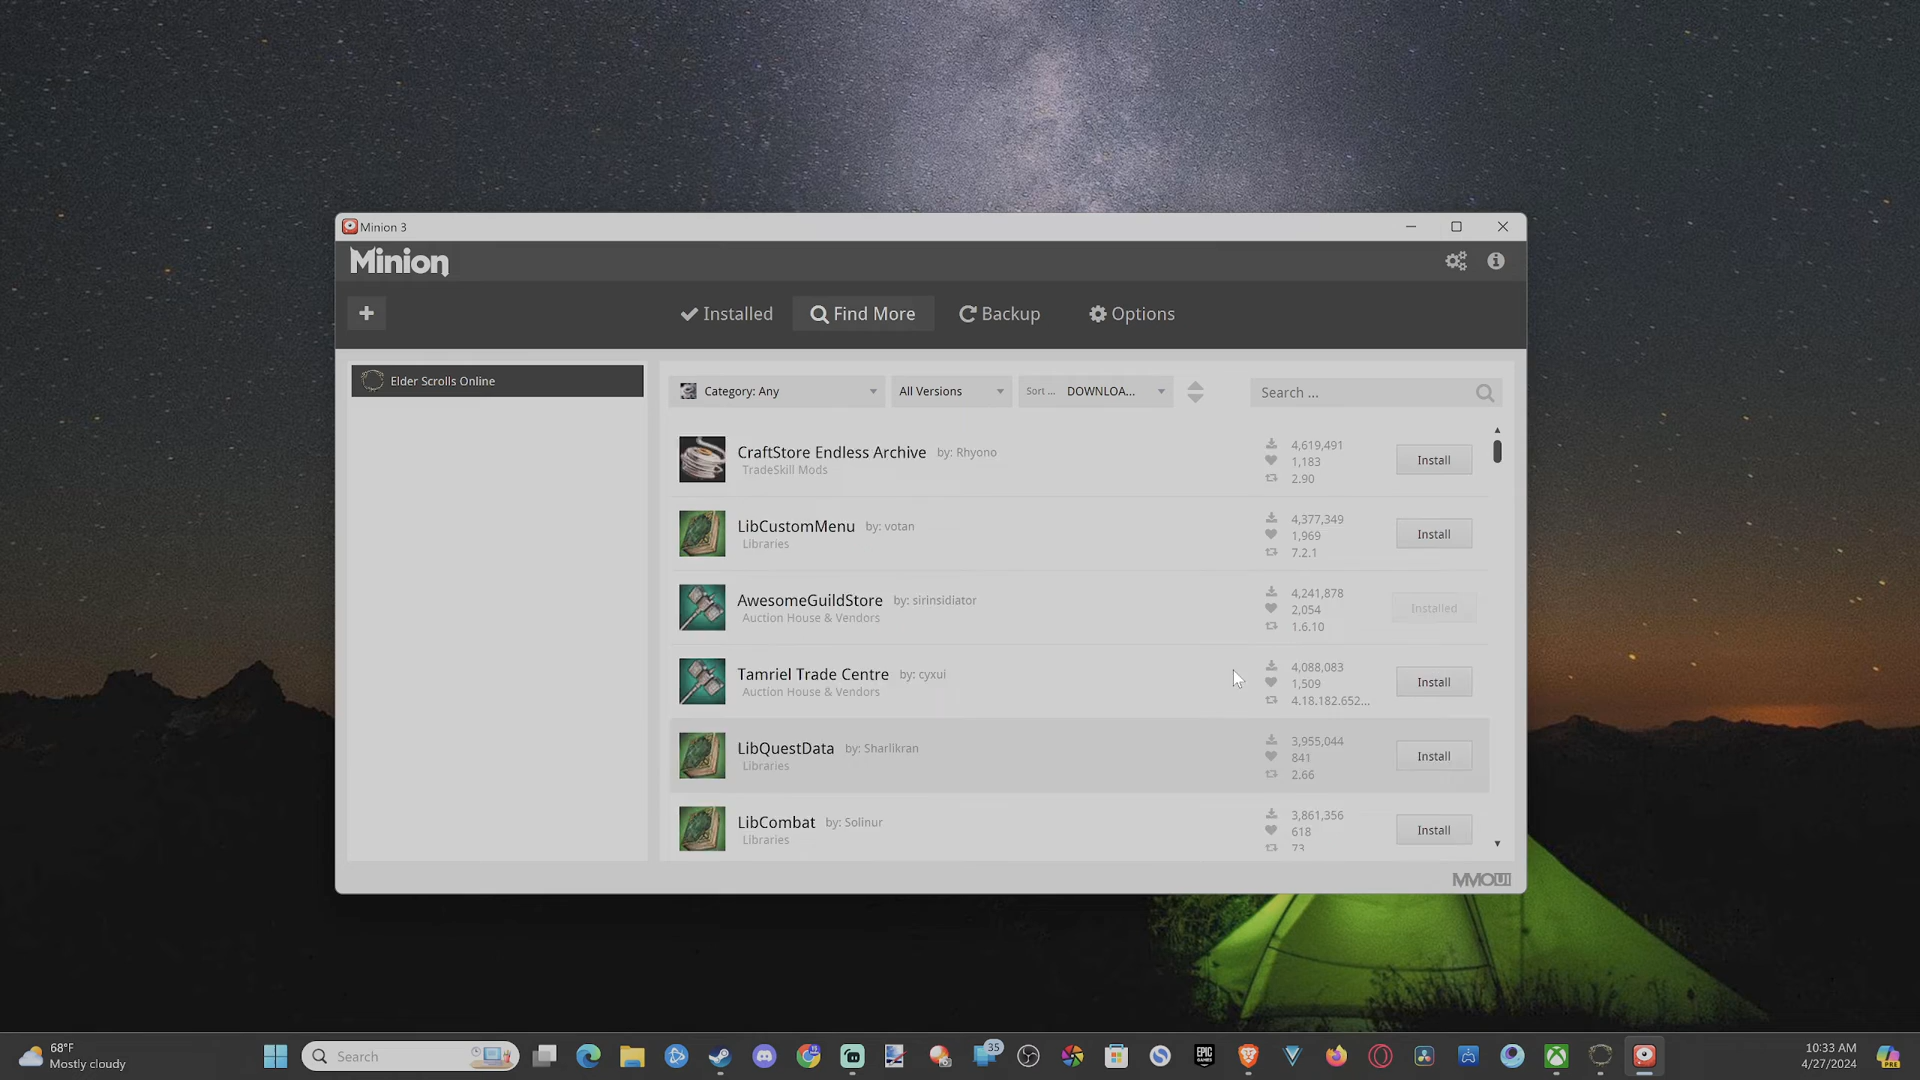 Minion 3
Minion
Installed
Find More
Backup
Options
Elder Scrolls Online
Category: Any
All Versions
Sort ... DOWNLOA...
Search ...
CraftStore Endless Archive by: Rhyono
TradeSkill Mods
4,619,491
1,183
2.90
Install
LibCustomMenu by: votan
Libraries
4,377,349
1,969
7.2.1
Install
AwesomeGuildStore by: sirinsidiator
Auction House & Vendors
4,241,878
2,054
1.6.10
Installed
Tamriel Trade Centre by: cyxui
Auction House & Vendors
4,088,083
1,509
4.18.182.652...
Install
LibQuestData by: Sharlikran
Libraries
3,955,044
841
2.66
Install
LibCombat by: Solinur
Libraries
3,861,356
618
73
Install
MMOUI
68°F
Mostly cloudy
Search
35
EPIC
GAMES
PRE
10:33 AM
4/27/2024